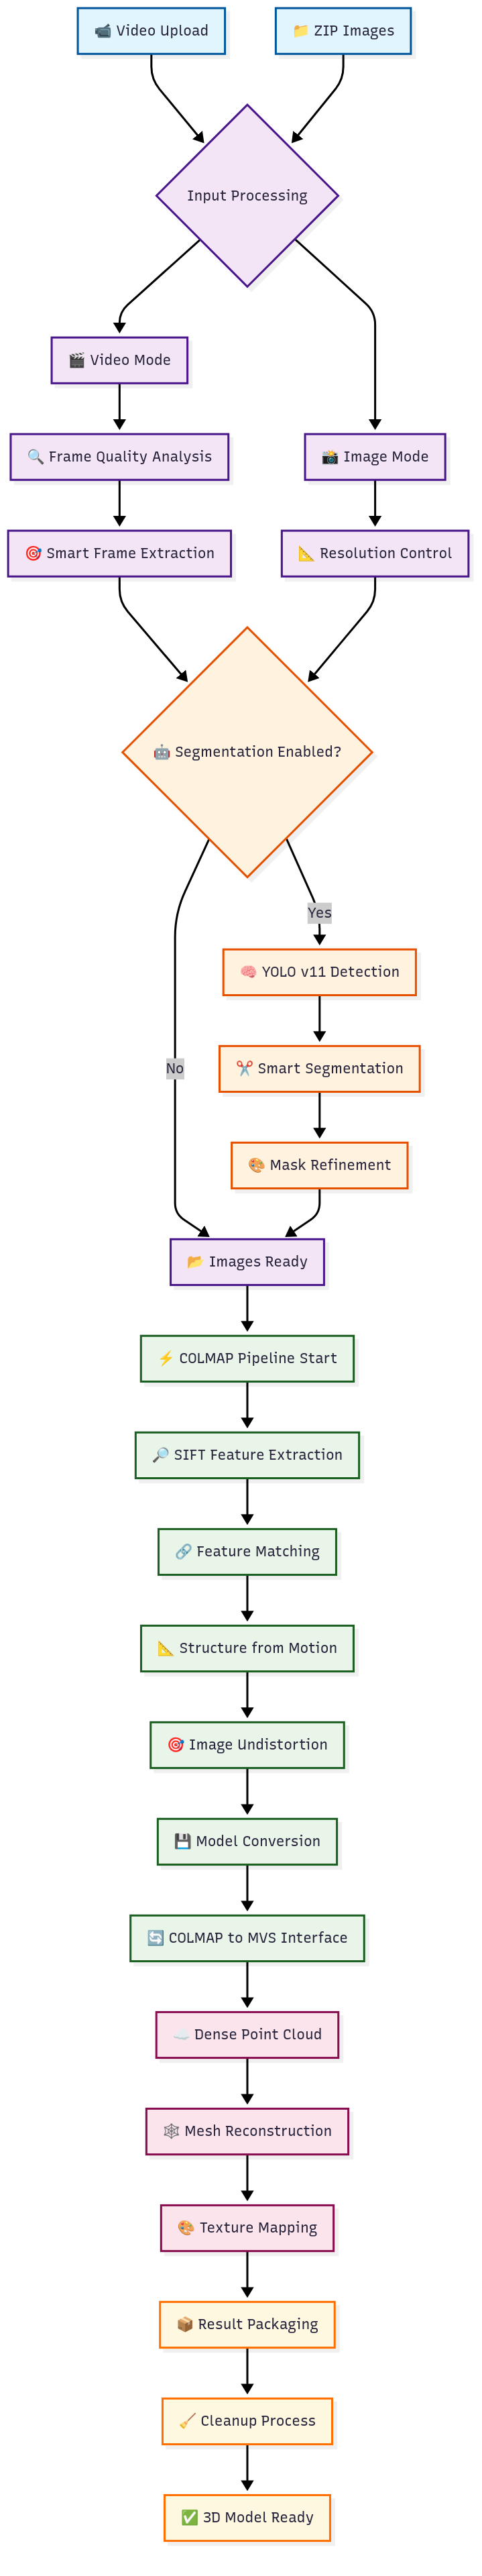 📹 Video Upload
📁 ZIP Images
Input Processing
🎬 Video Mode
🔍 Frame Quality Analysis
📸 Image Mode
🎯 Smart Frame Extraction
📐 Resolution Control
🤖 Segmentation Enabled?
Yes
🧠 YOLO v11 Detection
No
✂️ Smart Segmentation
🎨 Mask Refinement
📂 Images Ready
⚡ COLMAP Pipeline Start
🔎 SIFT Feature Extraction
🔗 Feature Matching
📐 Structure from Motion
🎯 Image Undistortion
💾 Model Conversion
🔄 COLMAP to MVS Interface
☁️ Dense Point Cloud
🕸️ Mesh Reconstruction
🎨 Texture Mapping
📦 Result Packaging
🧹 Cleanup Process
✅ 3D Model Ready